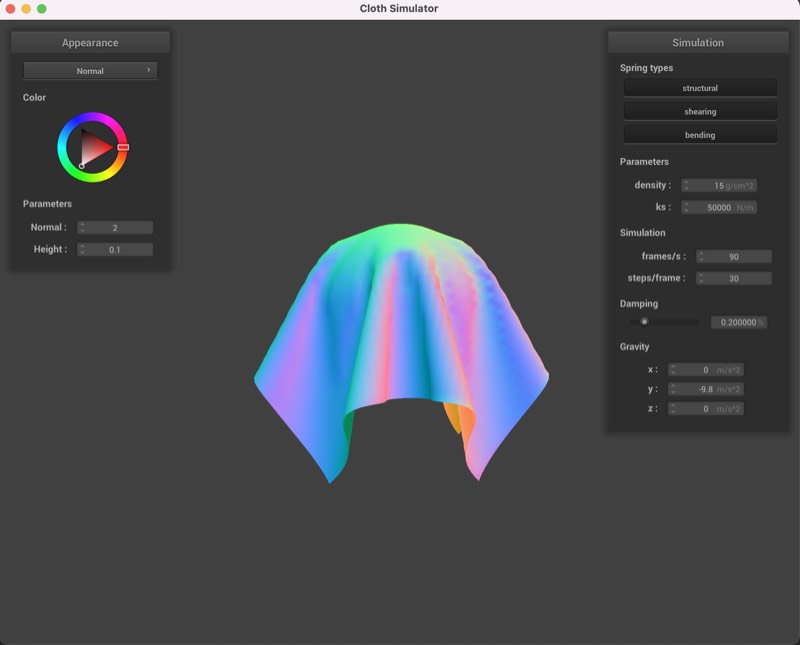 Cloth Simulator
Appearance
Normal
Color
Parameters
Normal : 2
Height : 0.1
Simulation
Spring types
structural
shearing
bending
Parameters
density : 15 g/cm^2
ks : 50000 N/m
Simulation
frames/s : 90
steps/frame : 30
Damping
0.200000 %
Gravity
x : 0 m/s^2
y : -9.8 m/s^2
z : 0 m/s^2